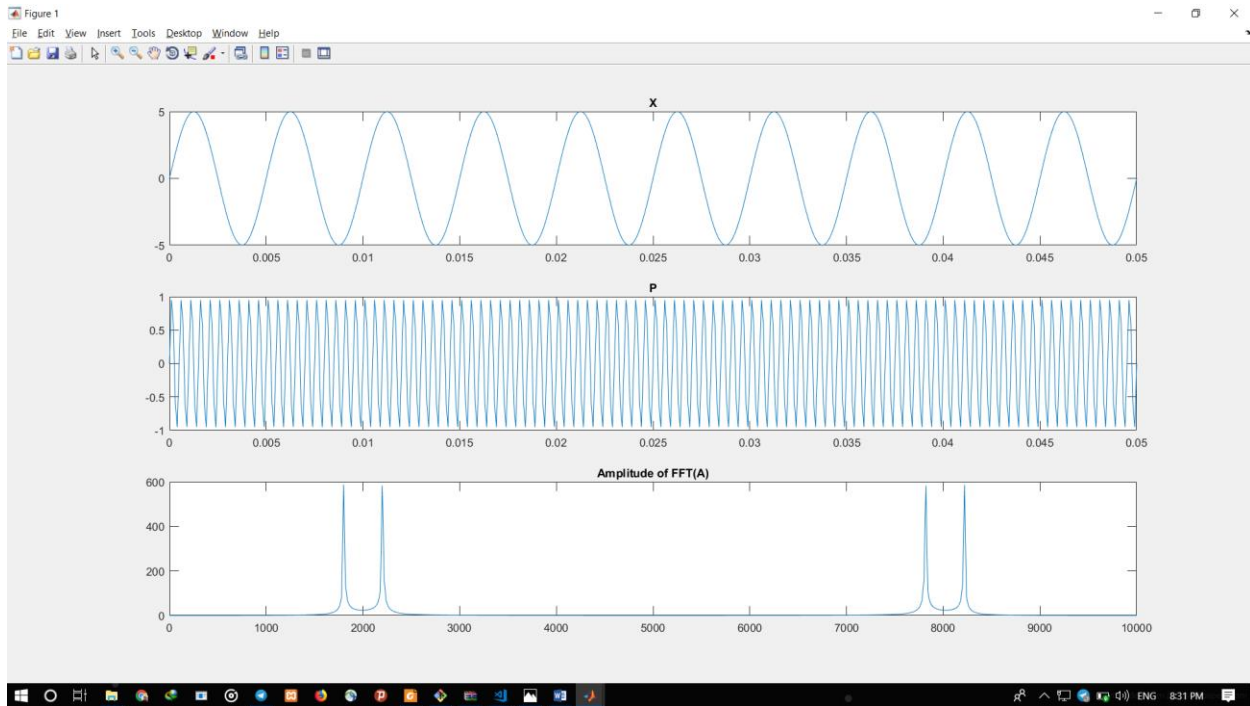 Figure 1
File Edit View Insert Tools Desktop Window Help
X
5
0
-5
0 0.005 0.01 0.015 0.02 0.025 0.03 0.035 0.04 0.045 0.05
P
1
0.5
0
-0.5
-1
0 0.005 0.01 0.015 0.02 0.025 0.03 0.035 0.04 0.045 0.05
Amplitude of FFT(A)
600
400
200
0
0 1000 2000 3000 4000 5000 6000 7000 8000 9000 10000
ENG 8:31 PM